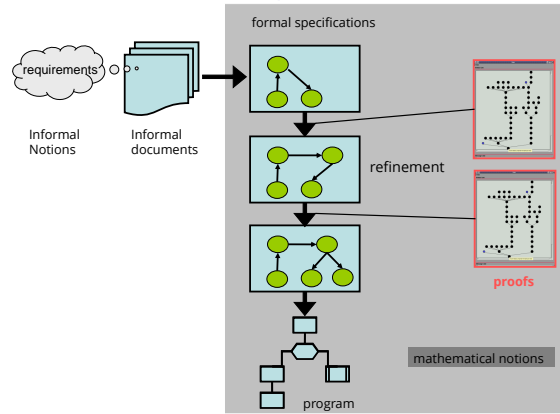 formal specifications
requirements
Informal
Notions
Informal
documents
refinement
proofs
mathematical notions
program